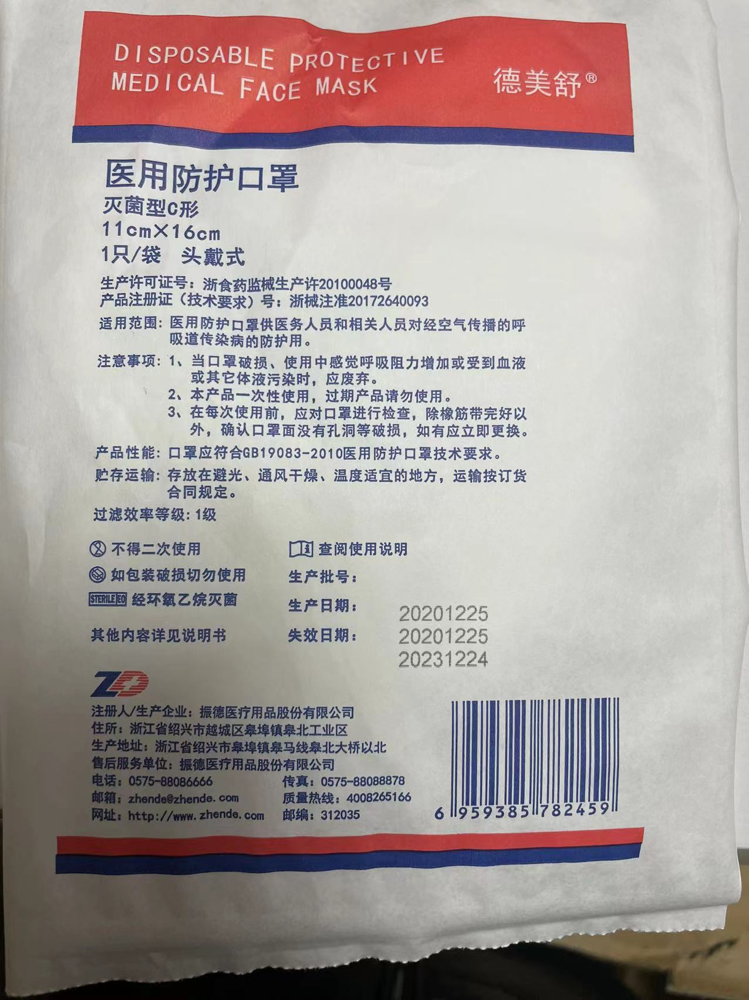 DISPOSABLE PROTECTIVE
MEDICAL FACE MASK
德美舒®
医用防护口罩
灭菌型C形
11cm×16cm
1只/袋 头戴式
生产许可证号：浙食药监械生产许20100048号
产品注册证（技术要求）号：浙械注准20172640093
适用范围：医用防护口罩供医务人员和相关人员对经空气传播的呼
吸道传染病的防护用。
注意事项：1、当口罩破损、使用中感觉呼吸阻力增加或受到血液
或其它体液污染时，应废弃。
2、本产品一次性使用，过期产品请勿使用。
3、在每次使用前，应对口罩进行检查，除橡筋带完好以
外，确认口罩面没有孔洞等破损，如有应立即更换。
产品性能：口罩应符合GB19083-2010医用防护口罩技术要求。
贮存运输：存放在避光、通风干燥、温度适宜的地方，运输按订货
合同规定。
过滤效率等级：1级
不得二次使用
查阅使用说明
如包装破损切勿使用
生产批号：
STERILE EO 经环氧乙烷灭菌
生产日期：
20201225
其他内容详见说明书
失效日期：
20201225
20231224
ZD
注册人/生产企业：振德医疗用品股份有限公司
住所：浙江省绍兴市越城区皋埠镇皋北工业区
生产地址：浙江省绍兴市皋埠镇皋马线皋北大桥以北
售后服务单位：振德医疗用品股份有限公司
电话：0575-88086666 传真：0575-88088878
邮箱：zhende@zhende.com 质量热线：4008265166
网址：http://www.zhende.com 邮编：312035
6 959385 782459